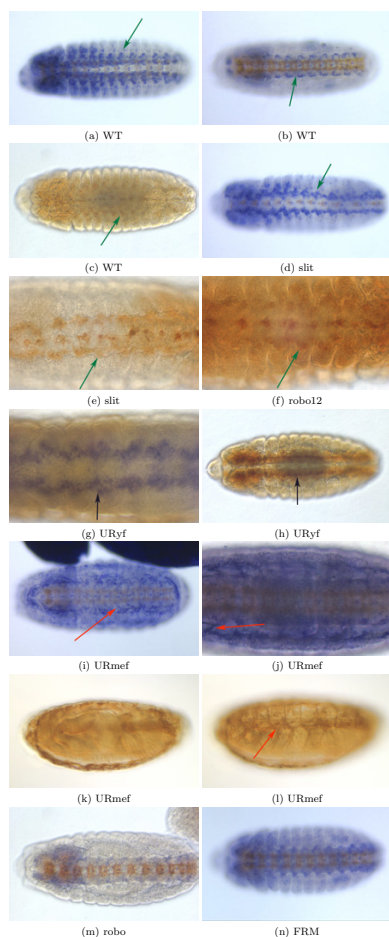 (a) WT
(b) WT
(c) WT
(d) slit
(e) slit
(f) robo12
(g) URyf
(h) URyf
(i) URmef
(j) URmef
(k) URmef
(l) URmef
(m) robo
(n) FRM